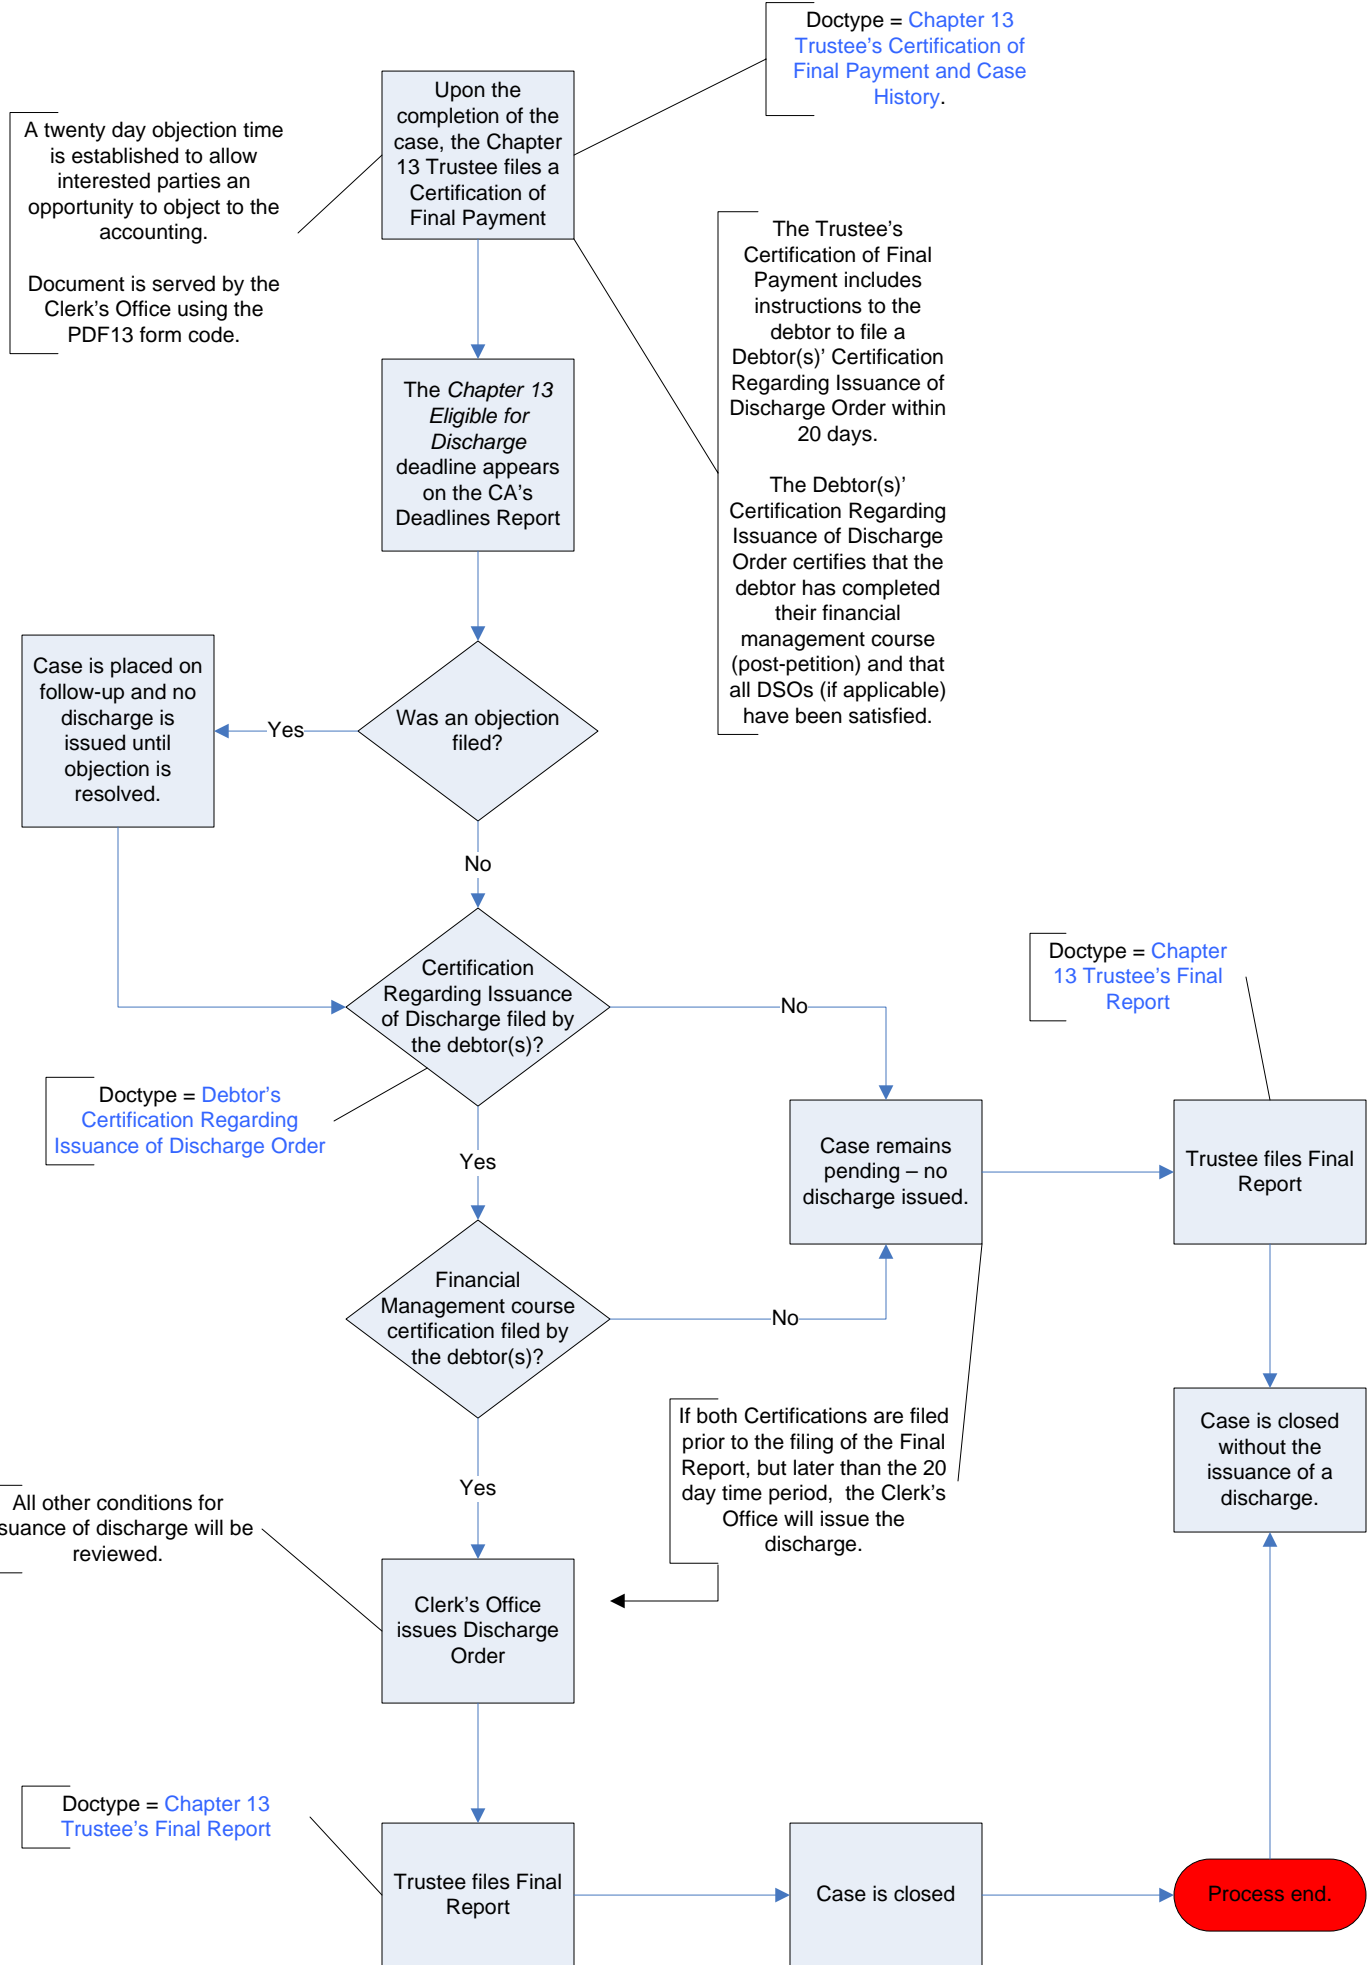 Doctype = Chapter 13
Trustee’s Certification of
Final Payment and Case
History.
Upon the
completion of the
case, the Chapter
13 Trustee files a
Certification of
Final Payment
A twenty day objection time
is established to allow
interested parties an
opportunity to object to the
accounting.
Document is served by the
Clerk’s Office using the
PDF13 form code.
The Trustee’s
Certification of Final
Payment includes
instructions to the
debtor to file a
Debtor(s)’ Certification
Regarding Issuance of
Discharge Order within
20 days.
The Debtor(s)’
Certification Regarding
Issuance of Discharge
Order certifies that the
debtor has completed
their financial
management course
(post-petition) and that
all DSOs (if applicable)
have been satisfied.
The Chapter 13
Eligible for
Discharge
deadline appears
on the CA’s
Deadlines Report
Case is placed on
follow-up and no
discharge is
issued until
objection is
resolved.
Yes
Was an objection
filed?
No
Certification
Regarding Issuance
of Discharge filed by
the debtor(s)?
No
Doctype = Chapter
13 Trustee’s Final
Report
Doctype = Debtor’s
Certification Regarding
Issuance of Discharge Order
Yes
Case remains
pending – no
discharge issued.
Trustee files Final
Report
Financial
Management course
certification filed by
the debtor(s)?
No
If both Certifications are filed
prior to the filing of the Final
Report, but later than the 20
day time period, the Clerk’s
Office will issue the
discharge.
Case is closed
without the
issuance of a
discharge.
Yes
All other conditions for
suance of discharge will be
reviewed.
Clerk’s Office
issues Discharge
Order
Doctype = Chapter 13
Trustee’s Final Report
Trustee files Final
Report
Case is closed
Process end.